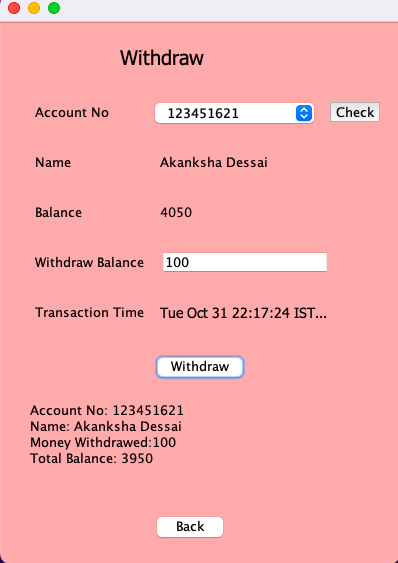 Withdraw
Account No 123451621 Check
Name Akanksha Dessai
Balance 4050
Withdraw Balance 100
Transaction Time Tue Oct 31 22:17:24 IST...
Withdraw
Account No: 123451621
Name: Akanksha Dessai
Money Withdrawed:100
Total Balance: 3950
Back